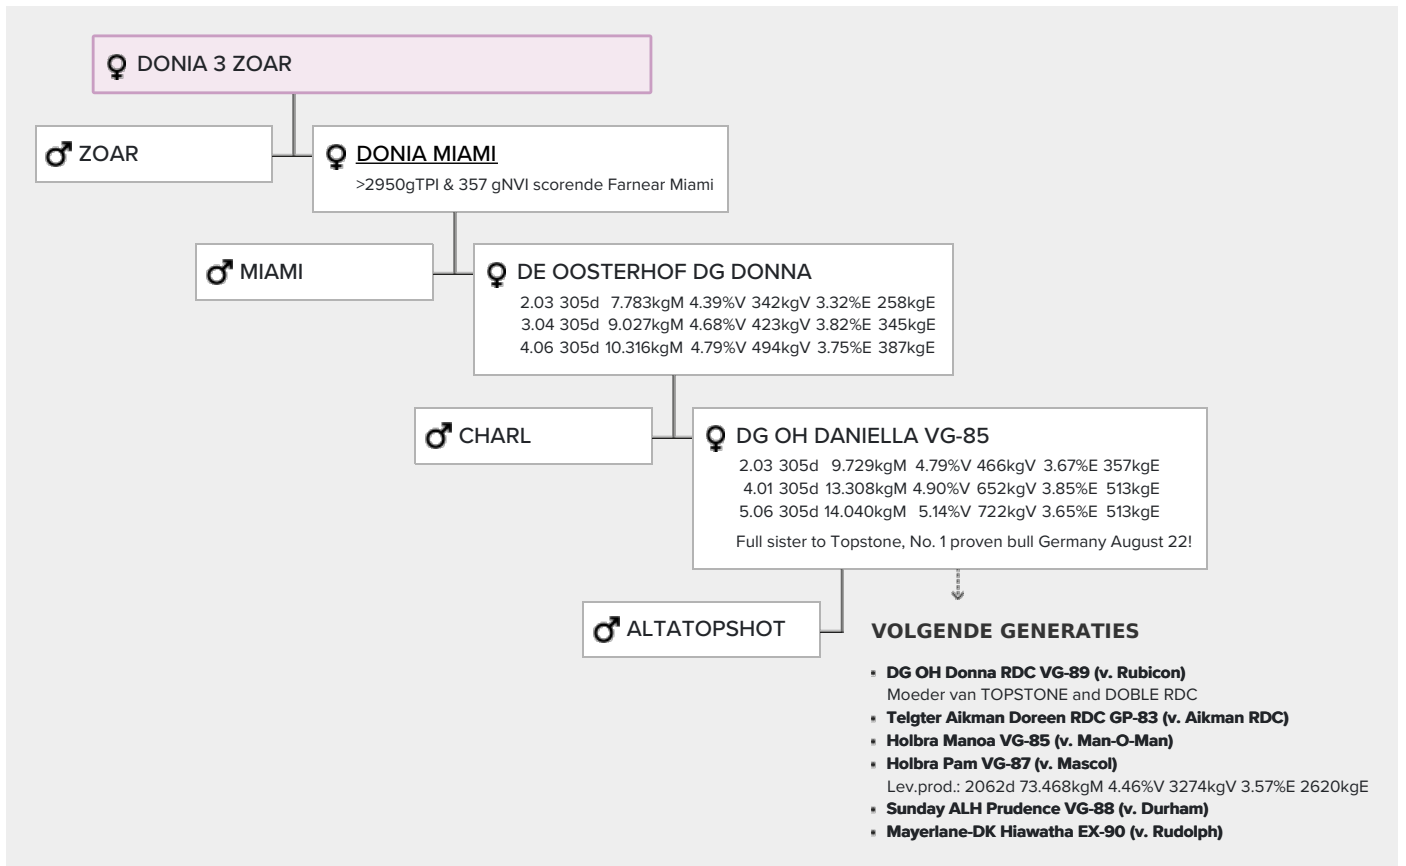 DONIA 3 ZOAR
ZOAR
DONIA MIAMI
>2950gTPI & 357 gNVI scorende Farnear Miami
MIAMI
DE OOSTERHOF DG DONNA
2.03 305d 7.783kgM 4.39%V 342kgV 3.32%E 258kgE
3.04 305d 9.027kgM 4.68%V 423kgV 3.82%E 345kgE
4.06 305d 10.316kgM 4.79%V 494kgV 3.75%E 387kgE
CHARL
DG OH DANIELLA VG-85
2.03 305d 9.729kgM 4.79%V 466kgV 3.67%E 357kgE
4.01 305d 13.308kgM 4.90%V 652kgV 3.85%E 513kgE
5.06 305d 14.040kgM 5.14%V 722kgV 3.65%E 513kgE
Full sister to Topstone, No. 1 proven bull Germany August 22!
ALTATOPSHOT
VOLGENDE GENERATIES
DG OH Donna RDC VG-89 (v. Rubicon)
Moeder van TOPSTONE and DOBLE RDC
Telgter Aikman Doreen RDC GP-83 (v. Aikman RDC)
Holbra Manoa VG-85 (v. Man-O-Man)
Holbra Pam VG-87 (v. Mascol)
Lev.prod.: 2062d 73.468kgM 4.46%V 3274kgV 3.57%E 2620kgE
Sunday ALH Prudence VG-88 (v. Durham)
Mayerlane-DK Hiawatha EX-90 (v. Rudolph)